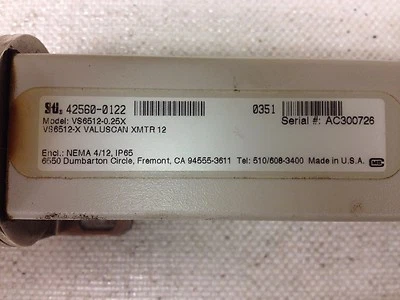 42560-0122 0351
Model: VS6512-0.25X Serial #: AC300726
VS6512-X VALUSCAN XMTR 12
Encl.: NEMA 4/12, IP65
6550 Dumbarton Circle, Fremont, CA 94555-3611 Tel: 510/608-3400 Made in U.S.A.